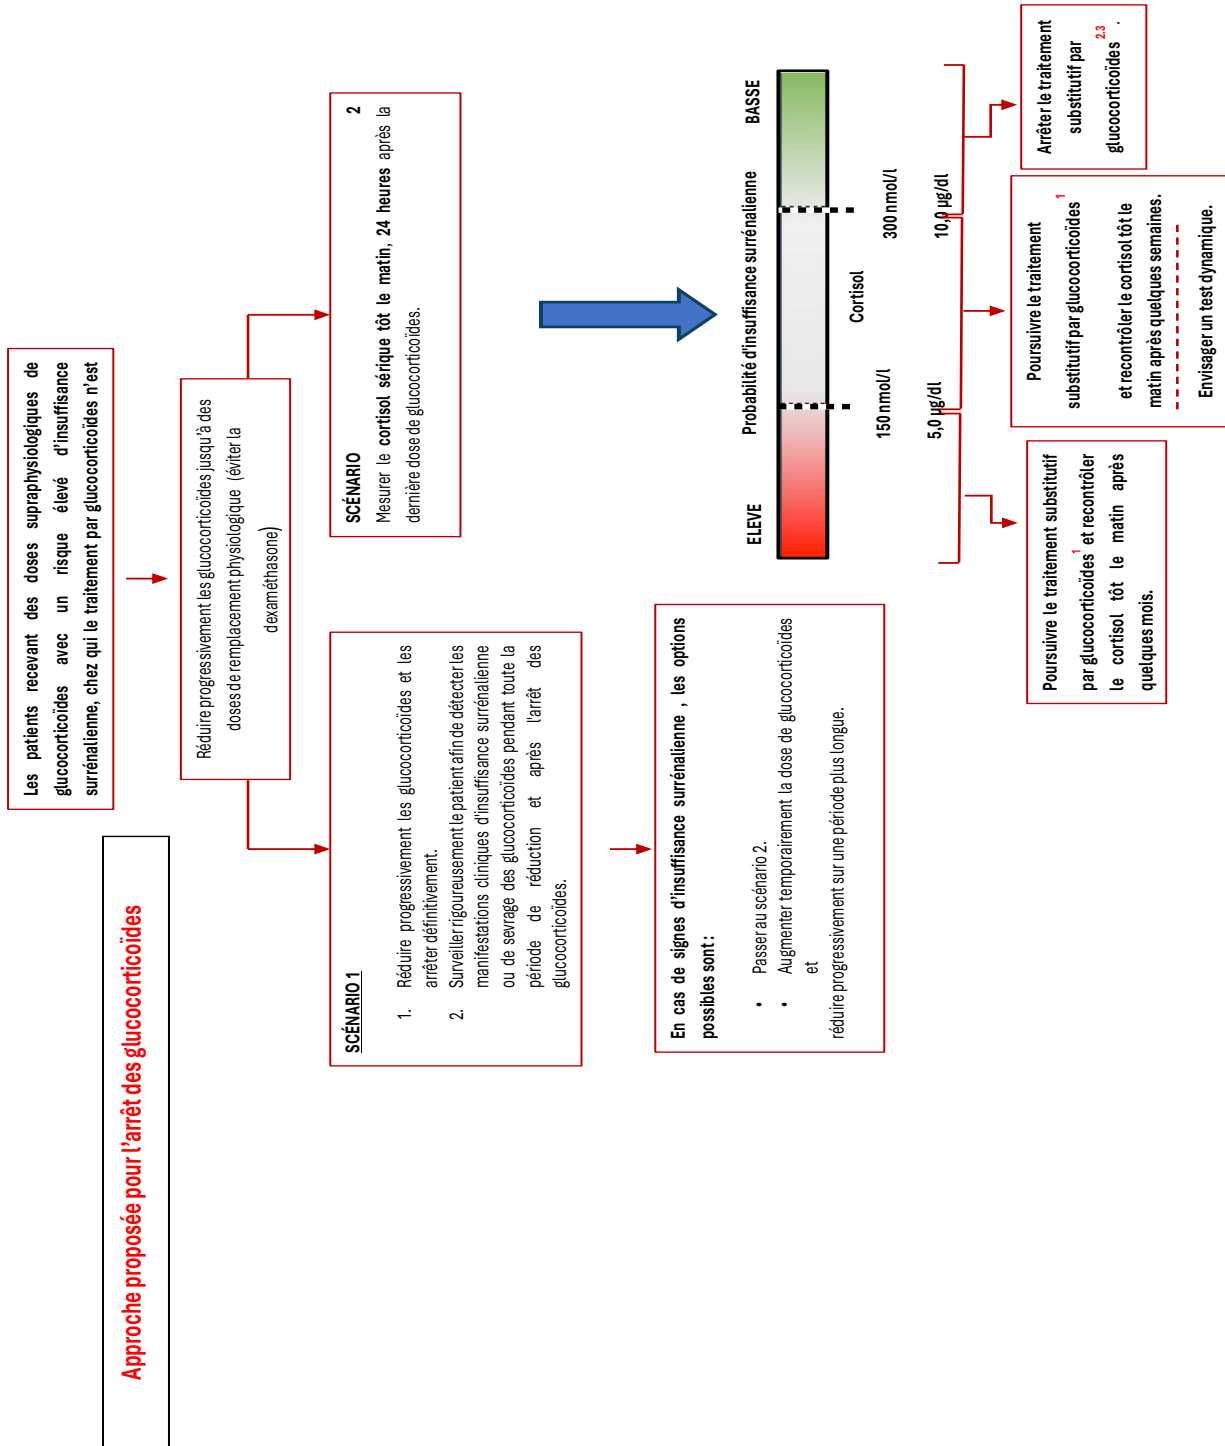 Approche proposée pour l'arrêt des glucocorticoïdes
Les patients recevant des doses supraphysiologiques de
glucocorticoïdes avec un risque élevé d'insuffisance
surrénalienne, chez qui le traitement par glucocorticoïdes n'est
Réduire progressivement les glucocorticoïdes jusqu'à des
doses de remplacement physiologique (éviter la
dexaméthasone)
SCÉNARIO 1
1. Réduire progressivement les glucocorticoïdes et les
arrêter définitivement.
2. Surveiller rigoureusement le patient afin de détecter les
manifestations cliniques d'insuffisance surrénalienne
ou de sevrage des glucocorticoïdes pendant toute la
période de réduction et après l'arrêt des
glucocorticoïdes.
En cas de signes d'insuffisance surrénalienne , les options
possibles sont :
• Passer au scénario 2.
• Augmenter temporairement la dose de glucocorticoïdes
et
réduire progressivement sur une période plus longue.
SCÉNARIO 2
Mesurer le cortisol sérique tôt le matin, 24 heures après la
dernière dose de glucocorticoïdes.
ELEVE Probabilité d'insuffisance surrénalienne BASSE
Cortisol
150 nmol/l 300 nmol/l
5,0 µg/dl 10,0 µg/dl
Poursuivre le traitement substitutif
par glucocorticoïdes 1 et recontrôler
le cortisol tôt le matin après
quelques mois.
Poursuivre le traitement
substitutif par glucocorticoïdes 1
et recontrôler le cortisol tôt le
matin après quelques semaines.
Envisager un test dynamique.
Arrêter le traitement
substitutif par
glucocorticoïdes 2.3 .